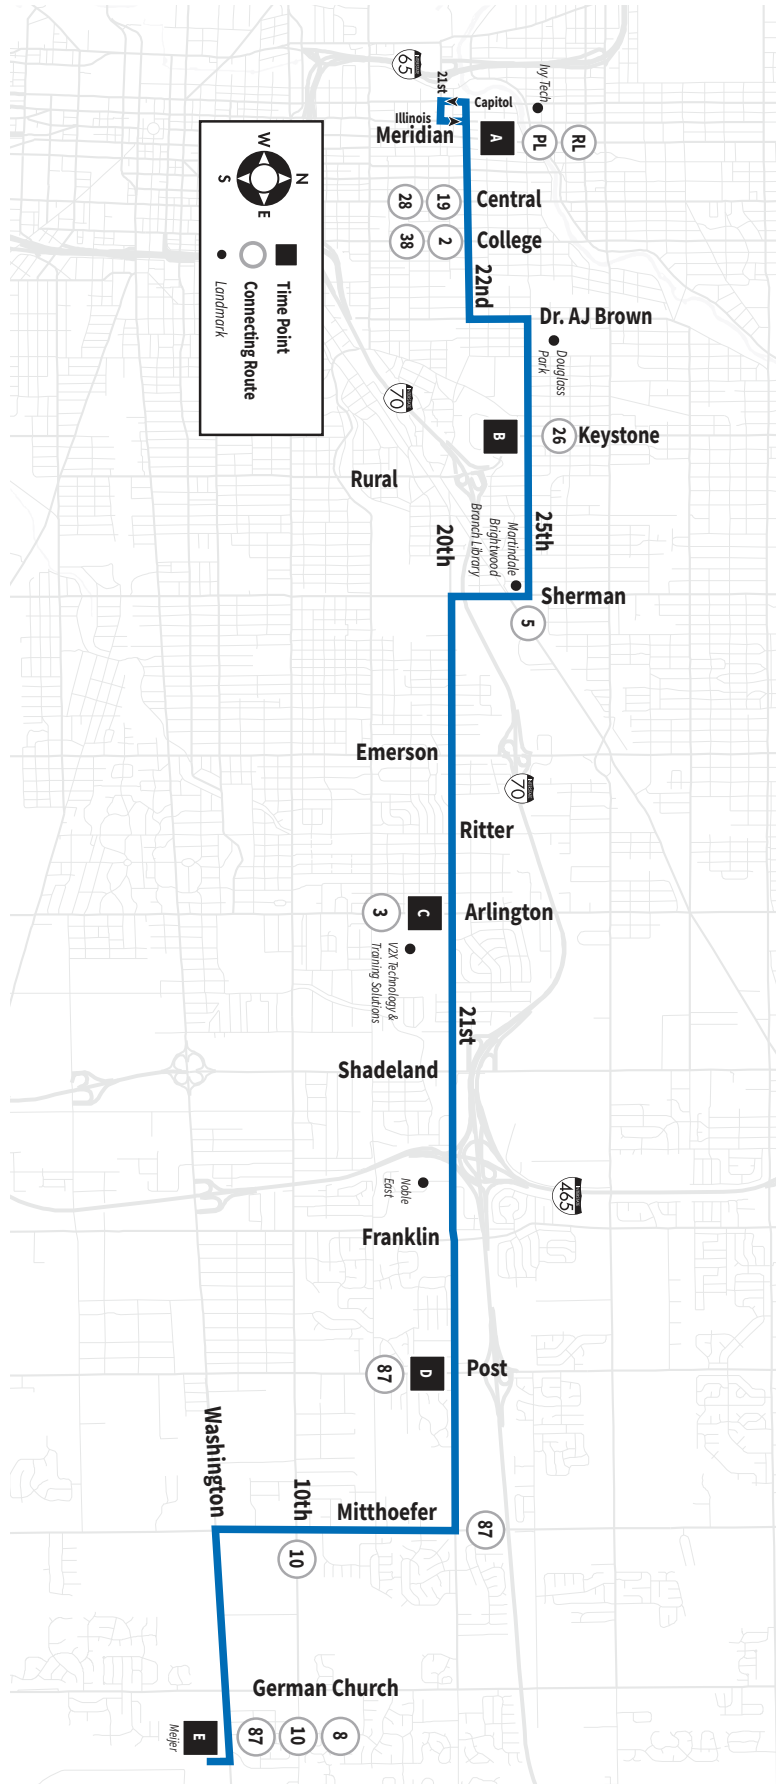 Ivy Tech
65
21st
Capitol
Illinois
Meridian
A
PL
RL
W
N
S
E
Time Point
Connecting Route
Landmark
28
19
Central
38
2
College
22nd
Dr. AJ Brown
Douglass
Park
70
B
26
Keystone
Rural
25th
20th
Martindale
Brightwood
Branch Library
Sherman
5
Emerson
70
Ritter
3
C
Arlington
V2X Technology &
Training Solutions
21st
Shadeland
Noble
East
465
Franklin
87
D
Post
Washington
10th
Mitthoefer
87
10
German Church
Meijer
E
87
10
8